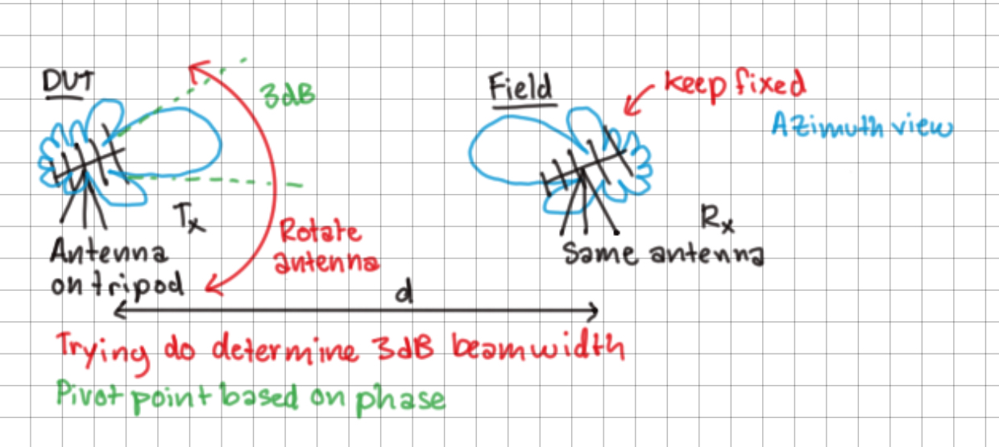 DUT
3dB
Field
keep fixed
Azimuth view
Tx
Rx
Antenna
on tripod
Rotate
antenna
Same antenna
d
Trying do determine 3dB beamwidth
Pivot point based on phase